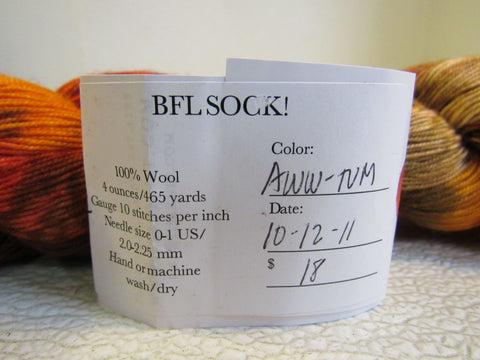 BFL SOCK!
100% Wool
4 ounces/465 yards
Gauge 10 stitches per inch
Needle size 0-1 US/
2.0-2.25 mm
Hand or machine
wash/dry
Color:
AWW-TUM
Date:
10-12-11
$ 18